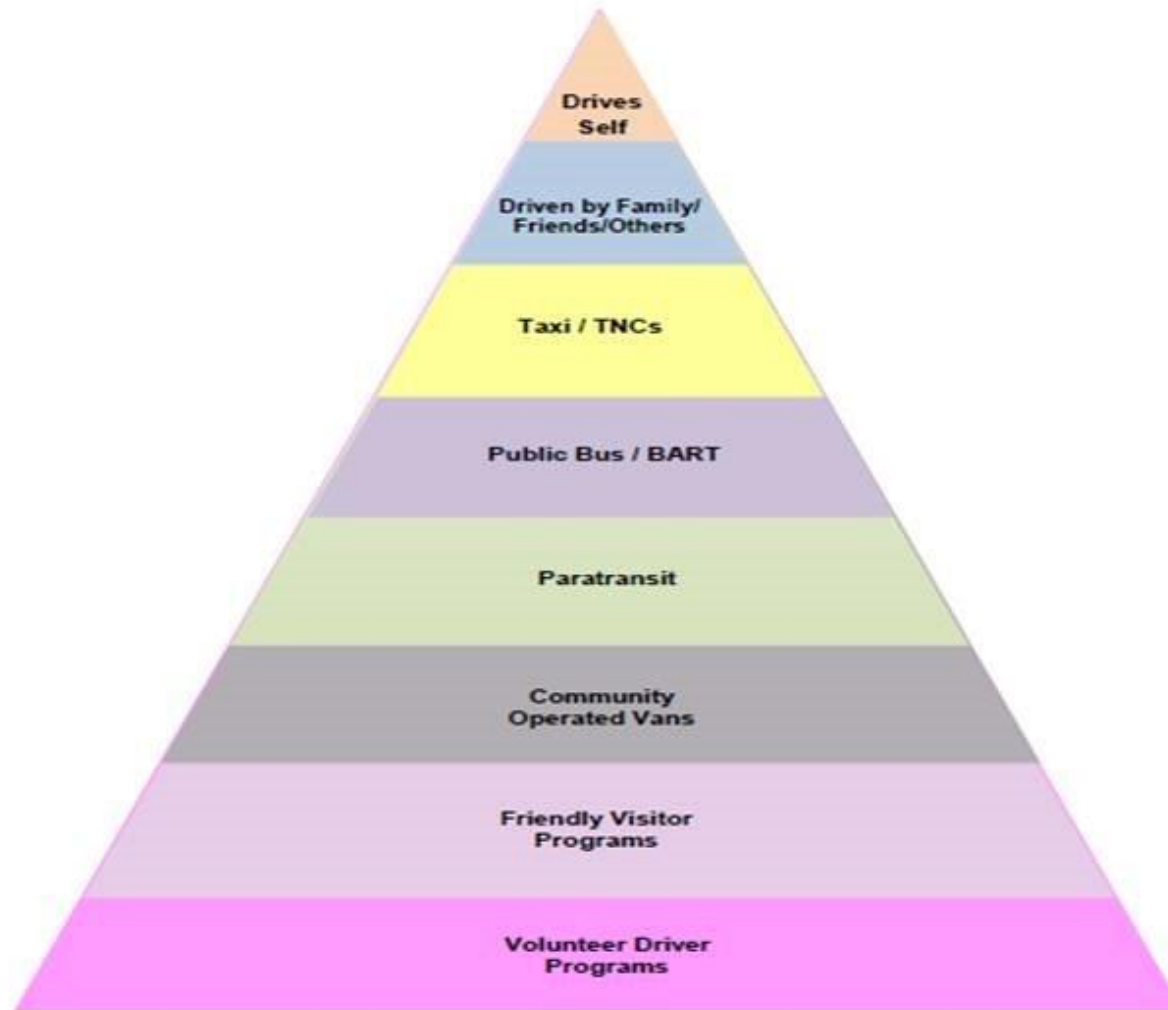 Drives
Self
Driven by Family/
Friends/Others
Taxi / TNCs
Public Bus / BART
Paratransit
Community
Operated Vans
Friendly Visitor
Programs
Volunteer Driver
Programs